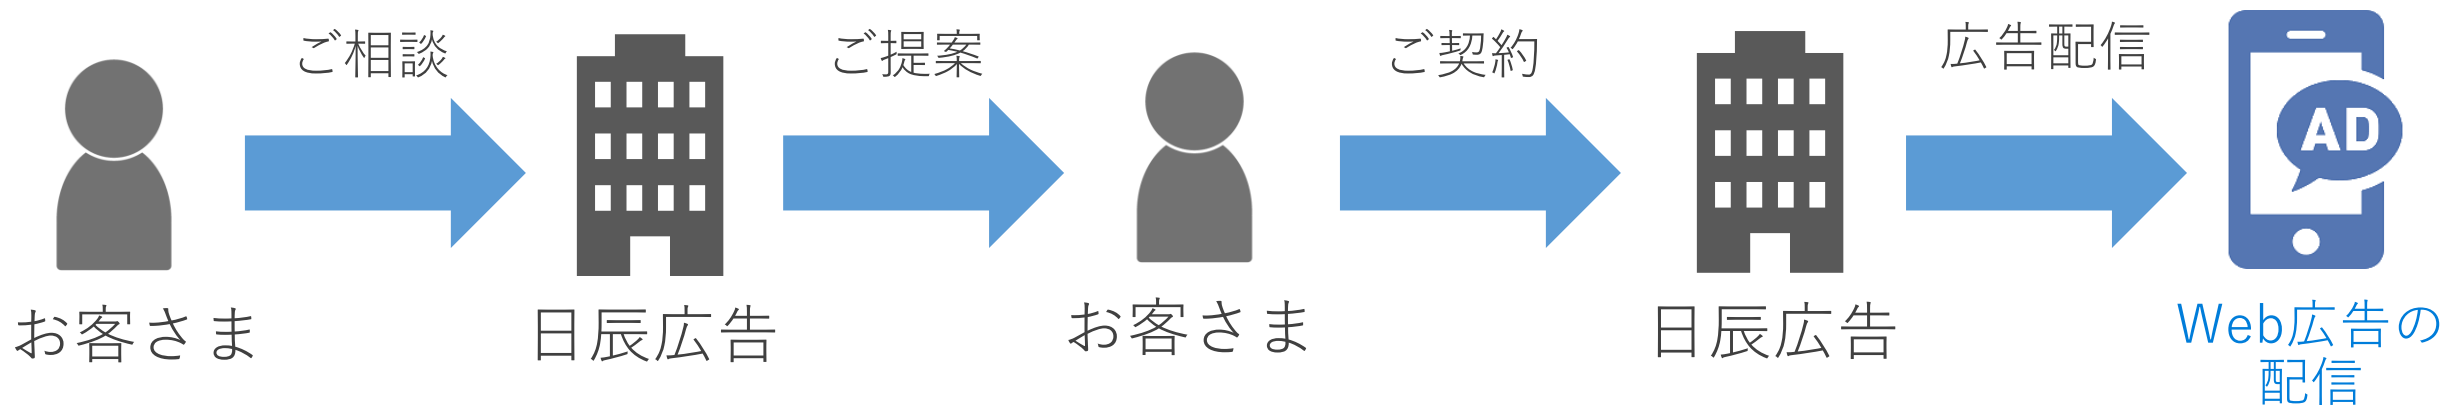 ご相談
ご提案
ご契約
広告配信
AD
お客さま
日辰広告
お客さま
日辰広告
Web広告の
配信